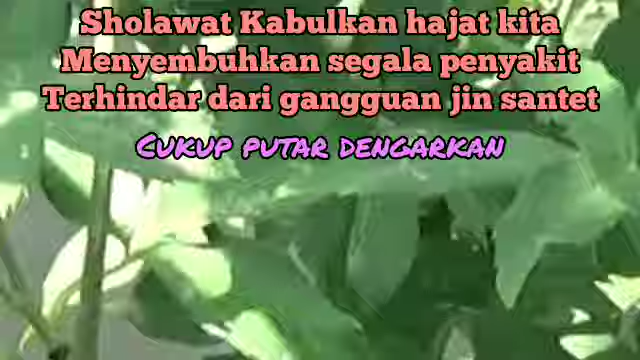 Sholawat Kabulkan hajat kita
Menyembuhkan segala penyakit
Terhindar dari gangguan jin santet
Cukup putar dengarkan